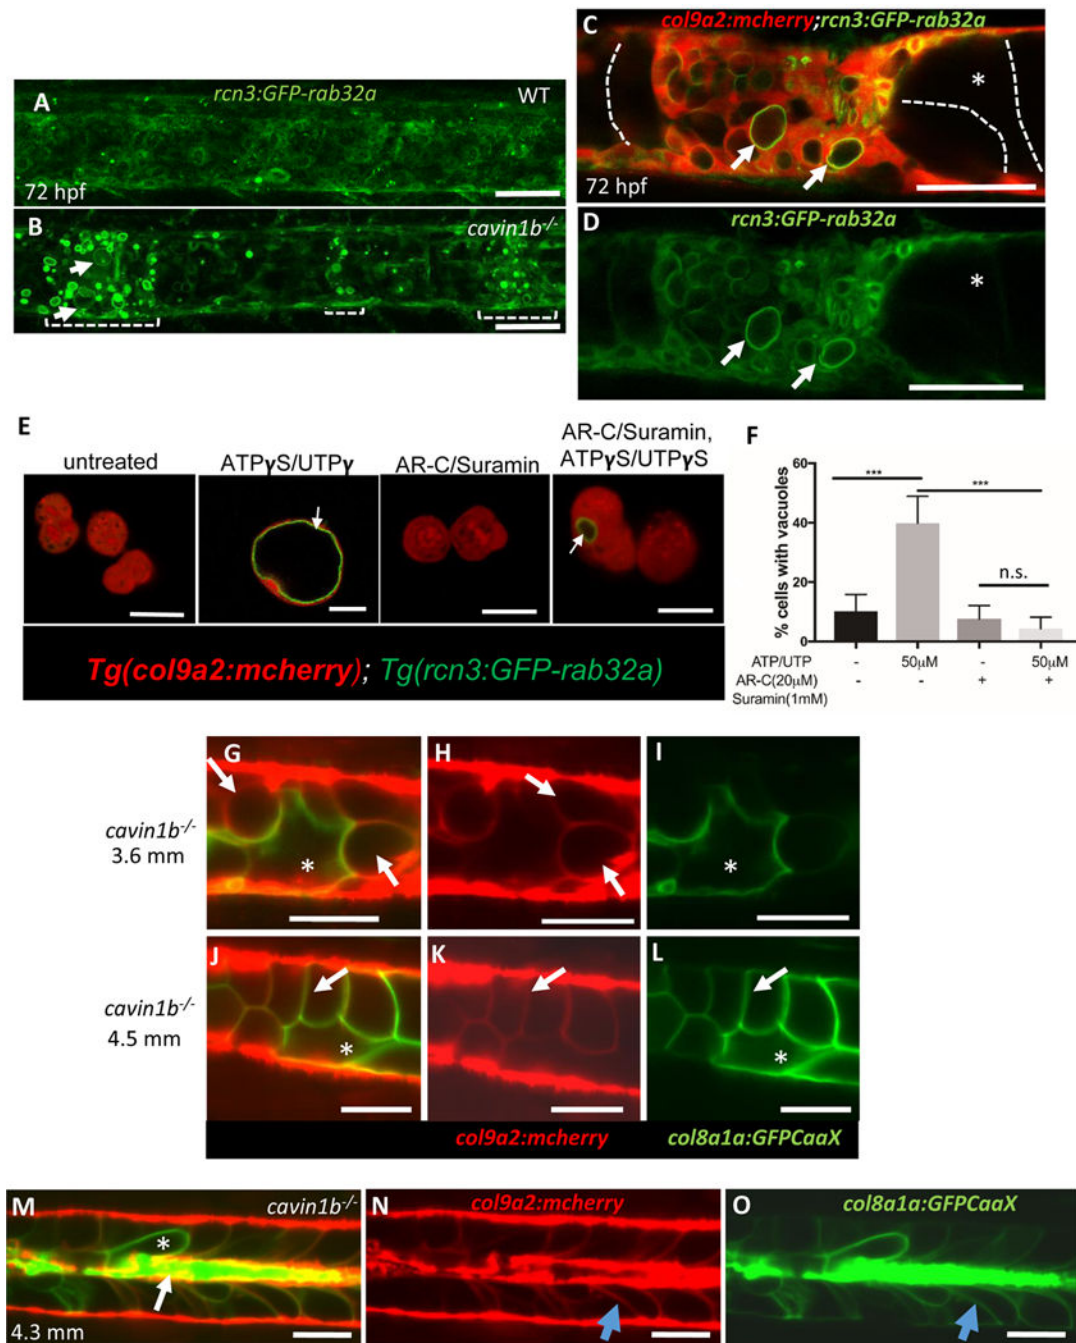 A
rcn3:GFP-rab32a
WT
72 hpf
B
cavin1b-/-
C
col9a2:mcherry;rcn3:GFP-rab32a
*
72 hpf
D
rcn3:GFP-rab32a
*
E
untreated
ATPγS/UTPγ
AR-C/Suramin
AR-C/Suramin,
ATPγS/UTPγS
Tg(col9a2:mcherry); Tg(rcn3:GFP-rab32a)
F
% cells with vacuoles
60
40
20
0
***
***
n.s.
ATP/UTP - 50μM - 50μM
AR-C(20μM) - - + +
Suramin(1mM)
cavin1b-/-
3.6 mm
G
*
H
I
*
cavin1b-/-
4.5 mm
J
*
K
L
*
col9a2:mcherry
col8a1a:GFPCaaX
M
cavin1b-/-
*
4.3 mm
N
col9a2:mcherry
O
col8a1a:GFPCaaX